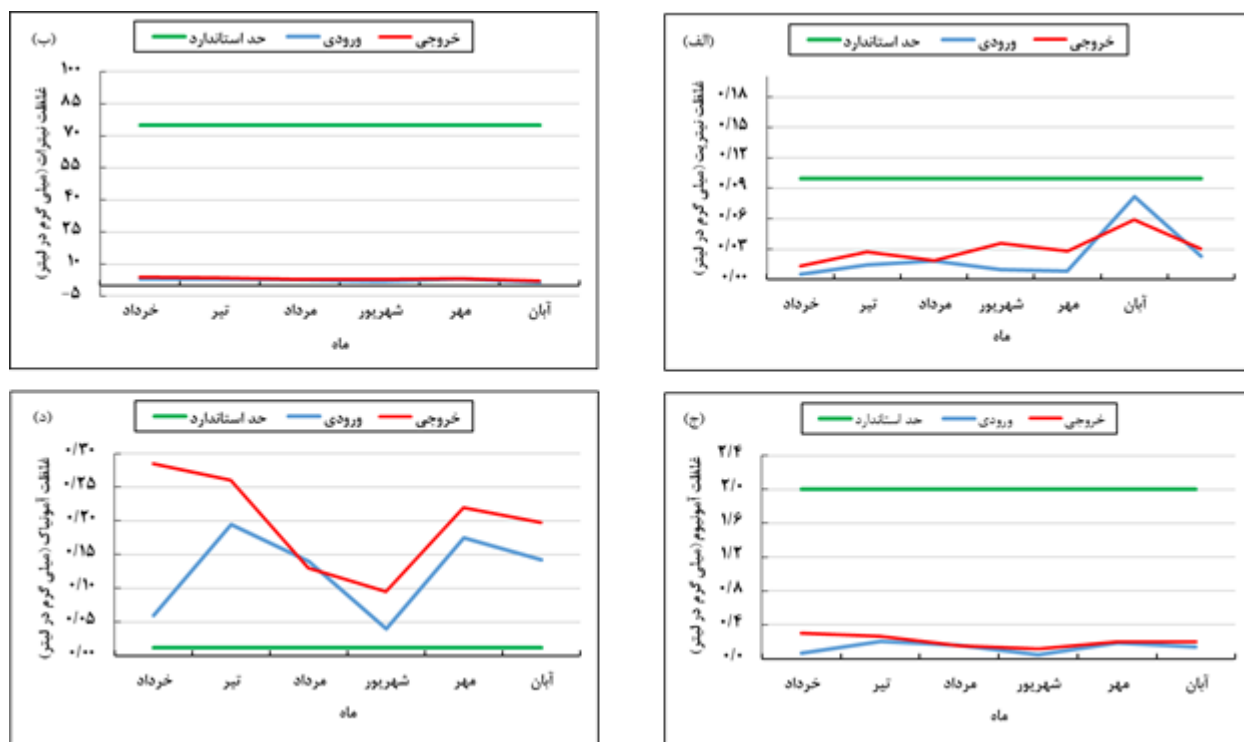 (الف)
خروجی ورودی حد استاندارد
غلظت نیتریت (میلی گرم در لیتر)
۰/۱۸
۰/۱۵
۰/۱۲
۰/۰۹
۰/۰۶
۰/۰۳
۰/۰۰
خرداد تیر مرداد شهریور مهر آبان
ماه
(ب)
خروجی ورودی حد استاندارد
غلظت نیترات (میلی گرم در لیتر)
۱۰۰
۸۵
۷۰
۵۵
۴۰
۲۵
۱۰
-۵
خرداد تیر مرداد شهریور مهر آبان
ماه
(ج)
خروجی ورودی حد استاندارد
غلظت آمونیوم (میلی گرم در لیتر)
۲/۴
۲/۰
۱/۶
۱/۲
۰/۸
۰/۴
۰/۰
خرداد تیر مرداد شهریور مهر آبان
ماه
(د)
خروجی ورودی حد استاندارد
غلظت آمونیاک (میلی گرم در لیتر)
۰/۳۰
۰/۲۵
۰/۲۰
۰/۱۵
۰/۱۰
۰/۰۵
۰/۰۰
خرداد تیر مرداد شهریور مهر آبان
ماه